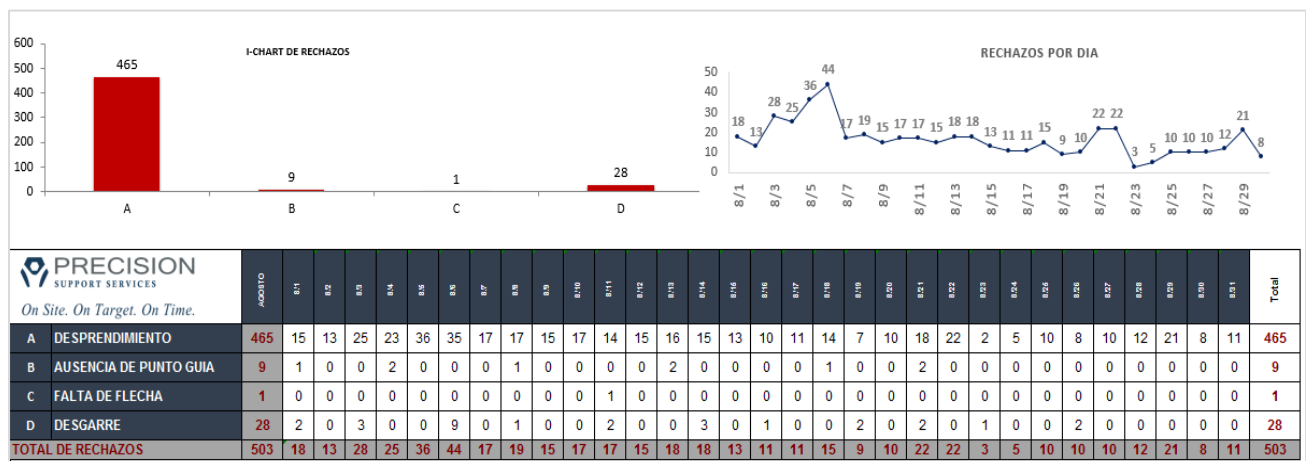 I-CHART DE RECHAZOS
600
500
400
300
200
100
0
465
9
1
28
A B C D
RECHAZOS POR DIA
50
40
30
20
10
0
18 13 28 25 36 44 17 19 15 17 17 15 18 18 13 11 11 15 9 10 22 22 3 5 10 10 10 12 21 8
8/1 8/3 8/5 8/7 8/9 8/11 8/13 8/15 8/17 8/19 8/21 8/23 8/25 8/27 8/29
PRECISION
SUPPORT SERVICES
On Site. On Target. On Time.
AGOSTO 8/1 8/2 8/3 8/4 8/5 8/6 8/7 8/8 8/9 8/10 8/11 8/12 8/13 8/14 8/15 8/16 8/17 8/18 8/19 8/20 8/21 8/22 8/23 8/24 8/25 8/26 8/27 8/28 8/29 8/30 8/31 Total
A DESPRENDIMIENTO 465 15 13 25 23 36 35 17 17 15 17 14 15 16 15 13 10 11 14 7 10 18 22 2 5 10 8 10 12 21 8 11 465
B AUSENCIA DE PUNTO GUIA 9 1 0 0 2 0 0 0 1 0 0 0 0 2 0 0 0 0 1 0 0 2 0 0 0 0 0 0 0 0 0 0 9
C FALTA DE FLECHA 1 0 0 0 0 0 0 0 0 0 0 1 0 0 0 0 0 0 0 0 0 0 0 0 0 0 0 0 0 0 0 0 1
D DESGARRE 28 2 0 3 0 0 9 0 1 0 0 2 0 0 3 0 1 0 0 2 0 2 0 1 0 0 2 0 0 0 0 0 28
TOTAL DE RECHAZOS 503 18 13 28 25 36 44 17 19 15 17 17 15 18 18 13 11 11 15 9 10 22 22 3 5 10 10 10 12 21 8 11 503